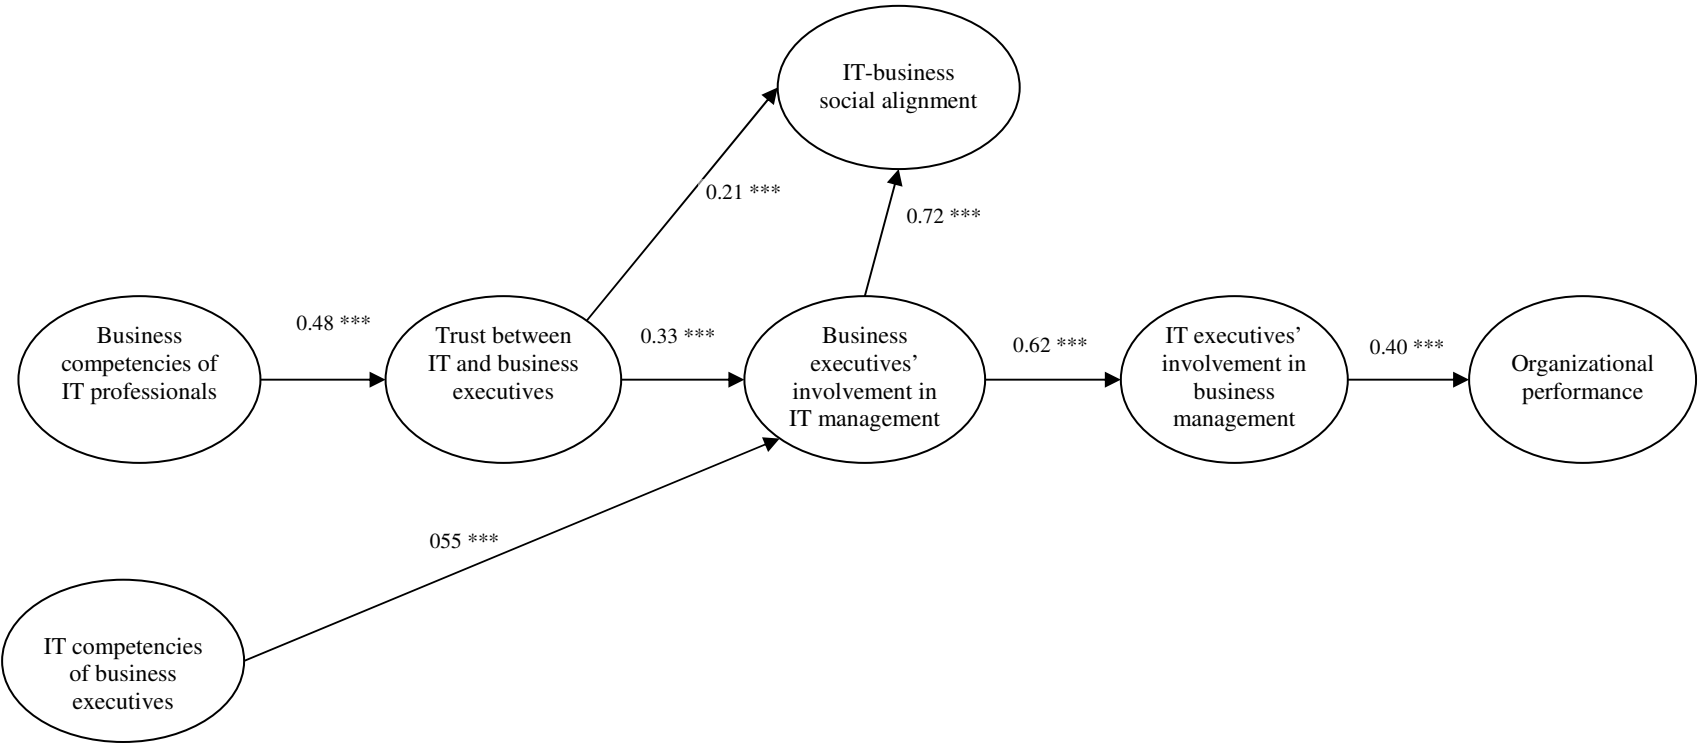 IT-business
social alignment
0.21 ***
0.72 ***
Business
competencies of
IT professionals
0.48 ***
Trust between
IT and business
executives
0.33 ***
Business
executives’
involvement in
IT management
0.62 ***
IT executives’
involvement in
business
management
0.40 ***
Organizational
performance
055 ***
IT competencies
of business
executives